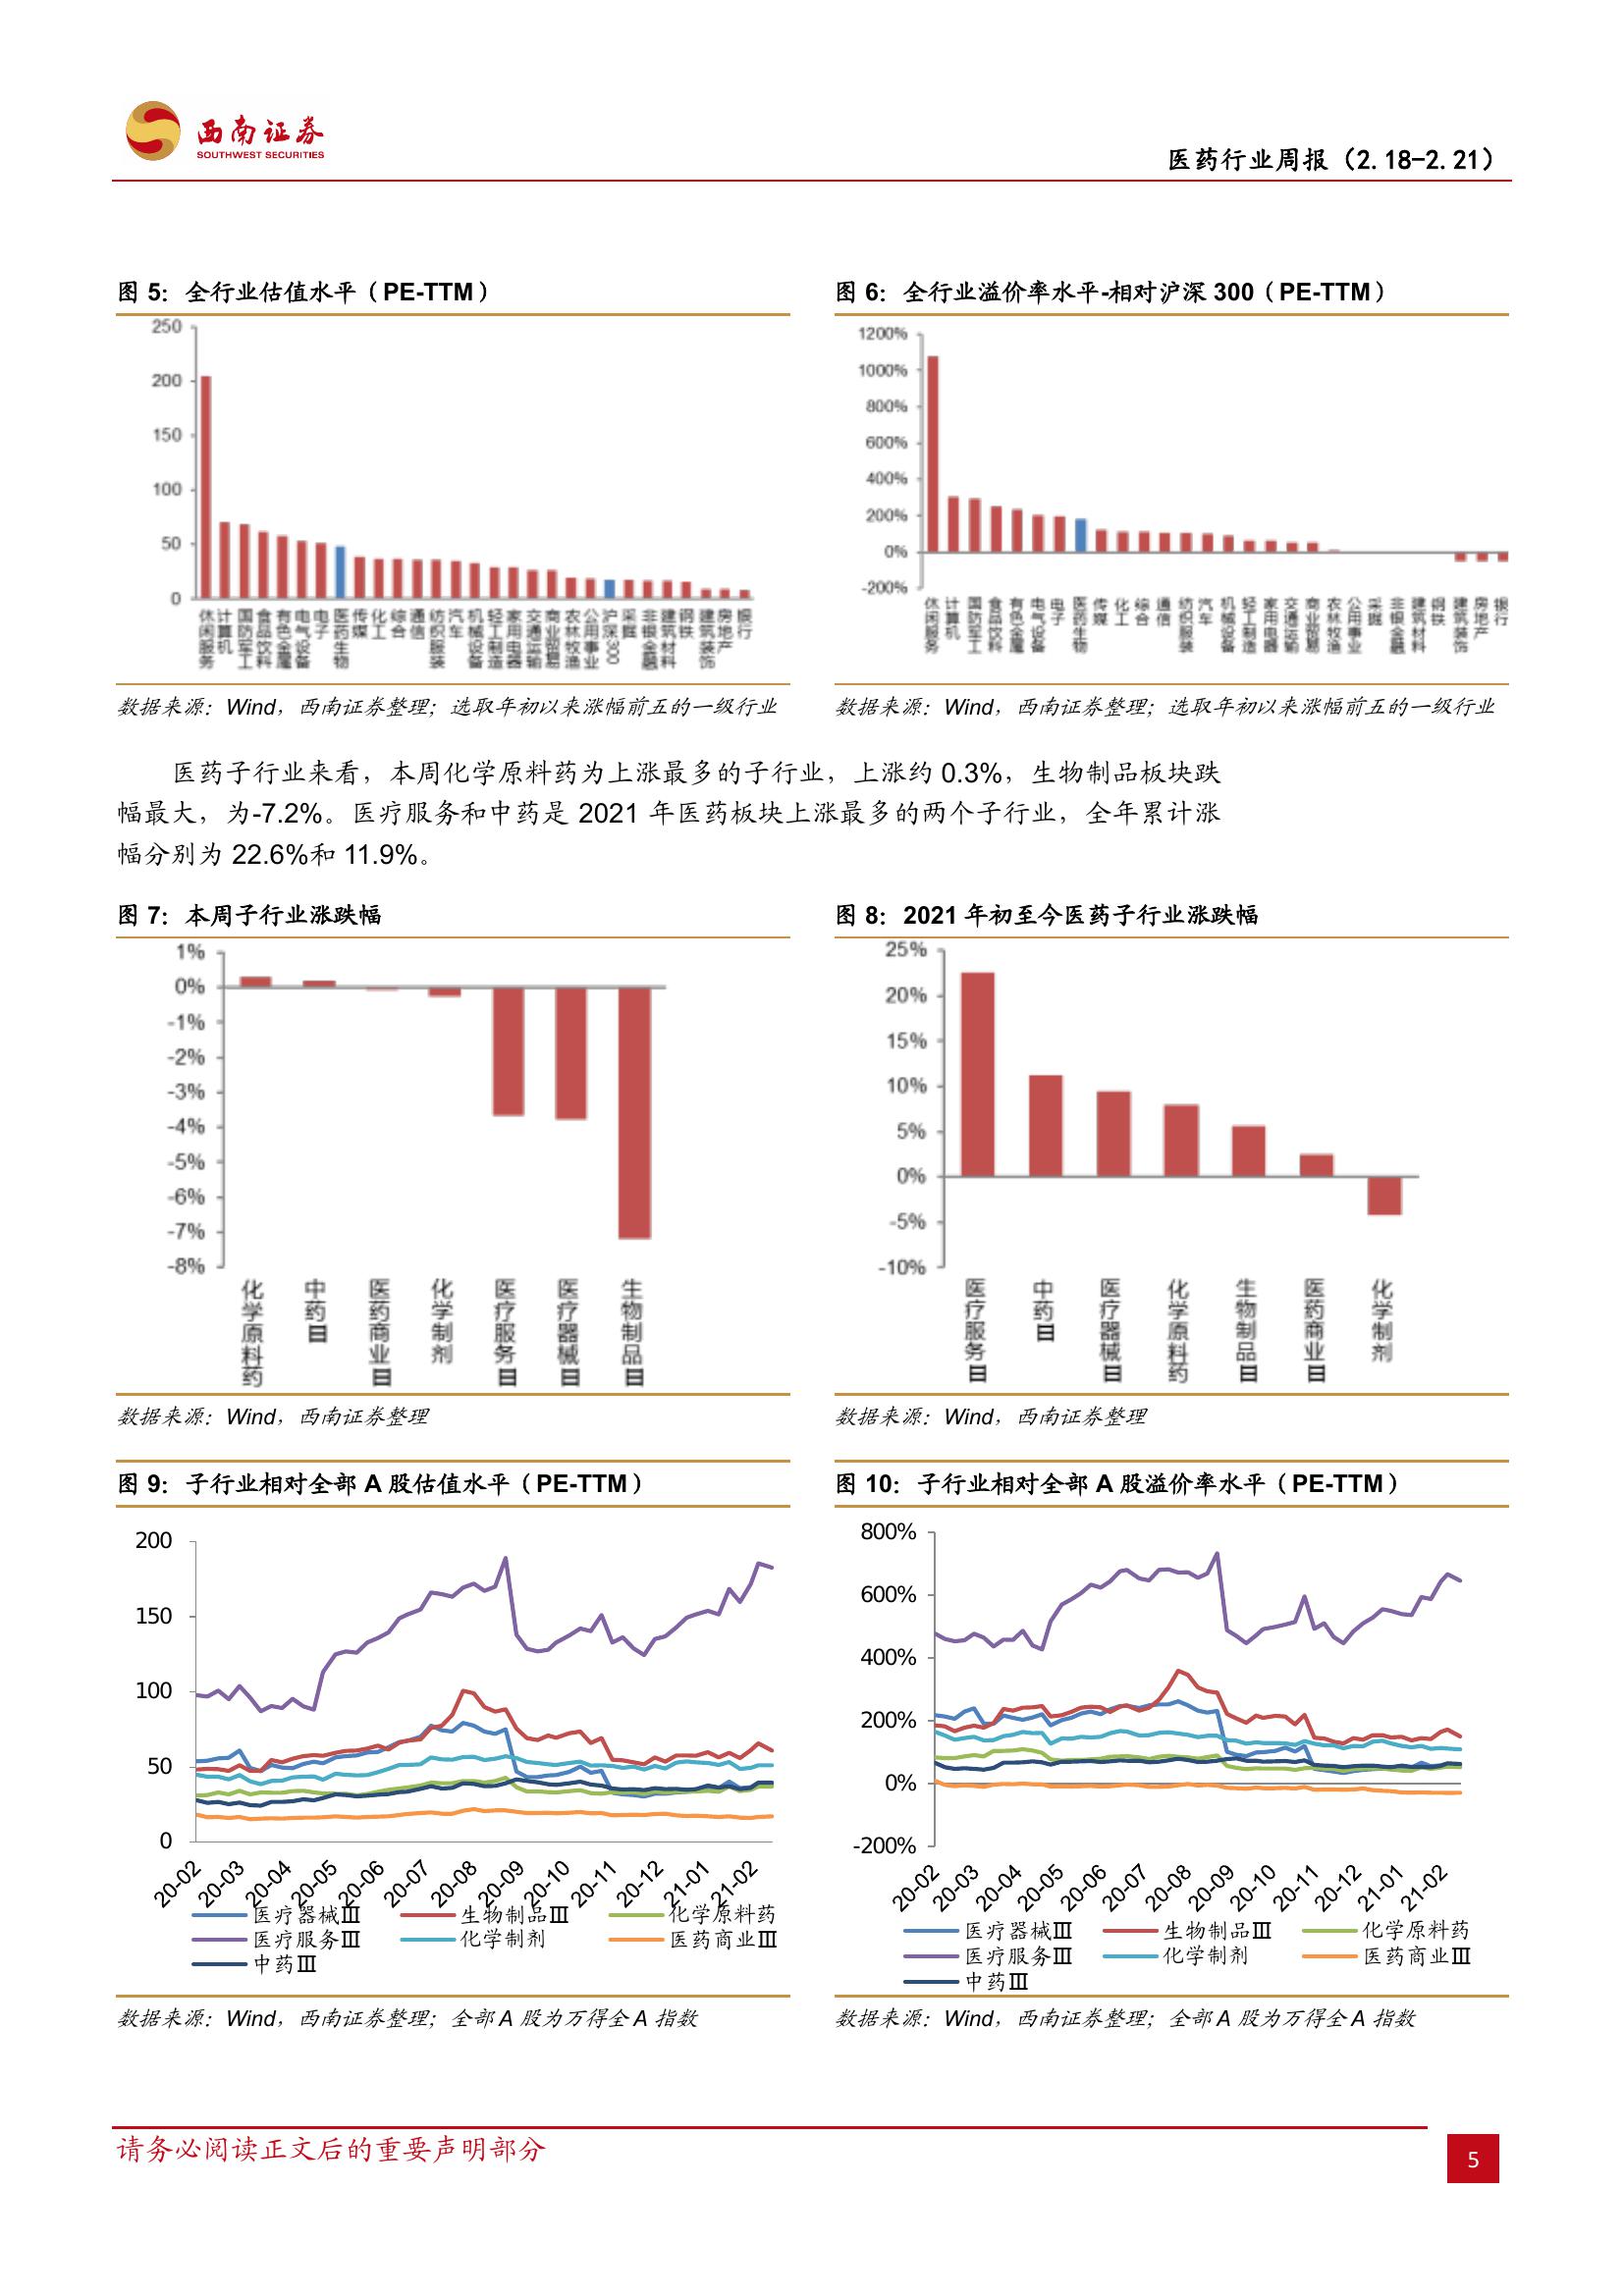 西南证券
SOUTHWEST SECURITIES
医药行业周报（2.18-2.21）
图 5：全行业估值水平（PE-TTM）
250
200
150
100
50
0
休闲服务 计算机 国防军工 食品饮料 有色金属 电气设备 电子 医药生物 传媒 化工 综合 通信 纺织服装 汽车 机械设备 轻工制造 家用电器 交通运输 商业贸易 农林牧渔 公用事业 沪深300 采掘 非银金融 建筑材料 钢铁 建筑装饰 房地产 银行
数据来源：Wind，西南证券整理；选取年初以来涨幅前五的一级行业
图 6：全行业溢价率水平-相对沪深 300（PE-TTM）
1200%
1000%
800%
600%
400%
200%
0%
-200%
休闲服务 计算机 国防军工 食品饮料 有色金属 电气设备 电子 医药生物 传媒 化工 综合 通信 纺织服装 汽车 机械设备 轻工制造 家用电器 交通运输 商业贸易 农林牧渔 公用事业 采掘 非银金融 建筑材料 钢铁 建筑装饰 房地产 银行
数据来源：Wind，西南证券整理；选取年初以来涨幅前五的一级行业
医药子行业来看，本周化学原料药为上涨最多的子行业，上涨约 0.3%，生物制品板块跌
幅最大，为-7.2%。医疗服务和中药是 2021 年医药板块上涨最多的两个子行业，全年累计涨
幅分别为 22.6%和 11.9%。
图 7：本周子行业涨跌幅
1%
0%
-1%
-2%
-3%
-4%
-5%
-6%
-7%
-8%
化学原料药 中药Ⅲ 医药商业Ⅲ 化学制剂 医疗服务Ⅲ 医疗器械Ⅲ 生物制品Ⅲ
数据来源：Wind，西南证券整理
图 8：2021 年初至今医药子行业涨跌幅
25%
20%
15%
10%
5%
0%
-5%
-10%
医疗服务Ⅲ 中药Ⅲ 医疗器械Ⅲ 化学原料药 生物制品Ⅲ 医药商业Ⅲ 化学制剂
数据来源：Wind，西南证券整理
图 9：子行业相对全部 A 股估值水平（PE-TTM）
200
150
100
50
0
20-02 20-03 20-04 20-05 20-06 20-07 20-08 20-09 20-10 20-11 20-12 21-01 21-02
医疗器械Ⅲ 生物制品Ⅲ 化学原料药
医疗服务Ⅲ 化学制剂 医药商业Ⅲ
中药Ⅲ
数据来源：Wind，西南证券整理；全部 A 股为万得全 A 指数
图 10：子行业相对全部 A 股溢价率水平（PE-TTM）
800%
600%
400%
200%
0%
-200%
20-02 20-03 20-04 20-05 20-06 20-07 20-08 20-09 20-10 20-11 20-12 21-01 21-02
医疗器械Ⅲ 生物制品Ⅲ 化学原料药
医疗服务Ⅲ 化学制剂 医药商业Ⅲ
中药Ⅲ
数据来源：Wind，西南证券整理；全部 A 股为万得全 A 指数
请务必阅读正文后的重要声明部分
5